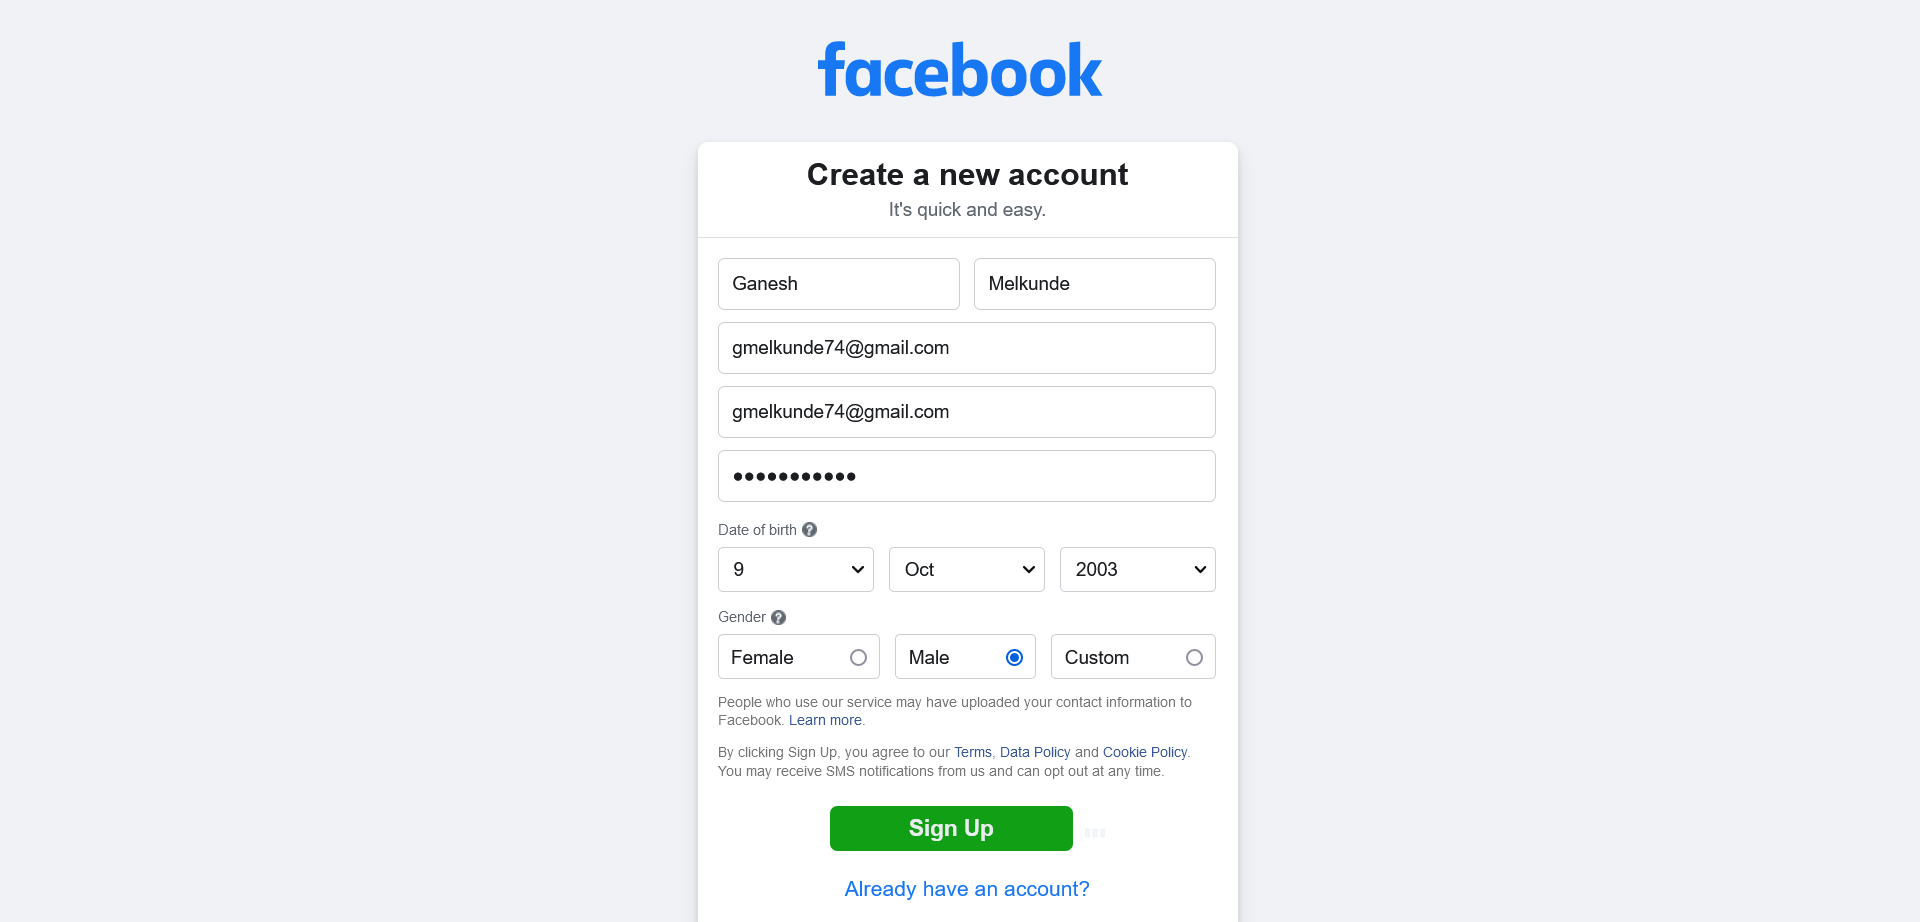 facebook
Create a new account
It's quick and easy.
Ganesh Melkunde
gmelkunde74@gmail.com
gmelkunde74@gmail.com
●●●●●●●●●●●
Date of birth ?
9 Oct 2003
Gender ?
Female Male Custom
People who use our service may have uploaded your contact information to
Facebook. Learn more.
By clicking Sign Up, you agree to our Terms, Data Policy and Cookie Policy.
You may receive SMS notifications from us and can opt out at any time.
Sign Up
Already have an account?